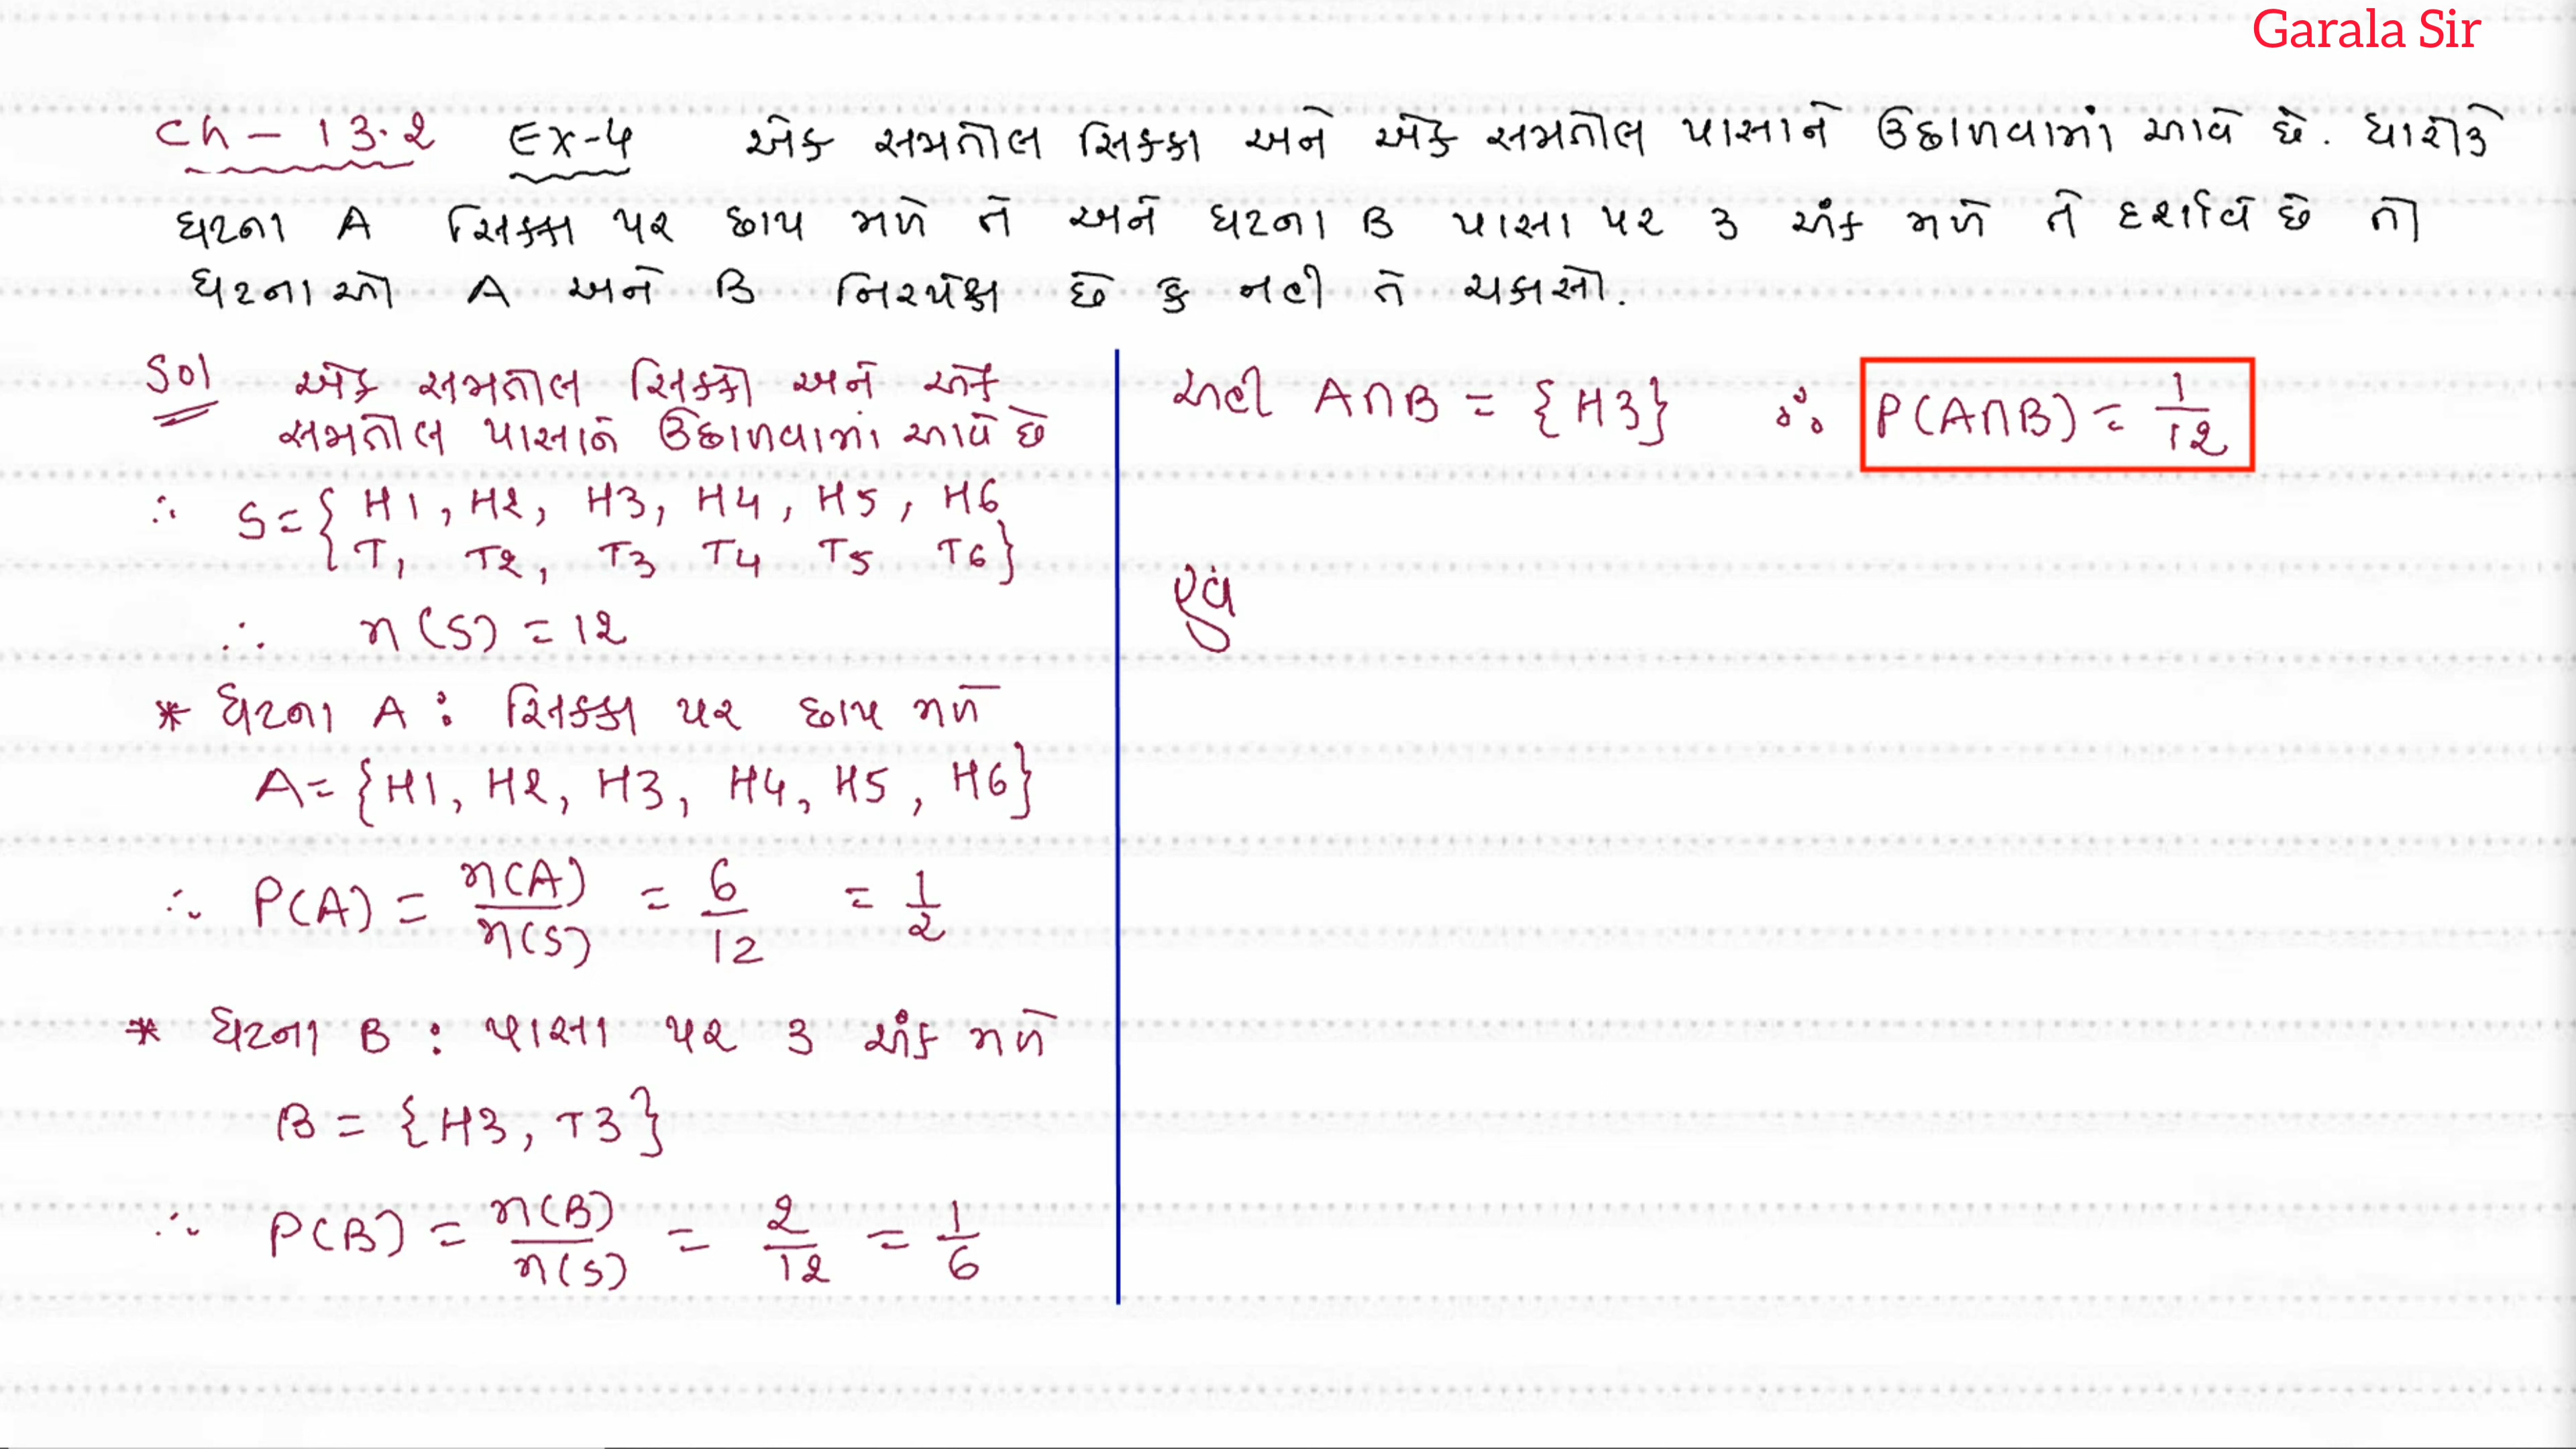 Garala Sir
Ch - 13.2 Ex-4 એક સમતોલ સિક્કા અને એક સમતોલ પાસાને ઉછાળવામાં આવે છે. ધારોકે
ઘટના A સિક્કા પર છાપ મળે તે અને ઘટના B પાસા પર 3 અંક મળે તે દર્શાવે છે તો
ઘટનાઓ A અને B નિરપેક્ષ છે કે નહી તે ચકાસો.
Sol એક સમતોલ સિક્કો અને એક
સમતોલ પાસાને ઉછાળવામાં આવે છે
∴ S = { H1, H2, H3, H4, H5, H6
T1 T2, T3 T4 T5 T6 }
∴ n(S) = 12
* ઘટના A : સિક્કા પર છાપ મળે
A = {H1, H2, H3, H4, H5, H6}
∴ P(A) = n(A)/n(S) = 6/12 = 1/2
* ઘટના B : પાસા પર 3 અંક મળે
B = {H3, T3}
∴ P(B) = n(B)/n(S) = 2/12 = 1/6
અહી A∩B = {H3} ∴ P(A∩B) = 1/12